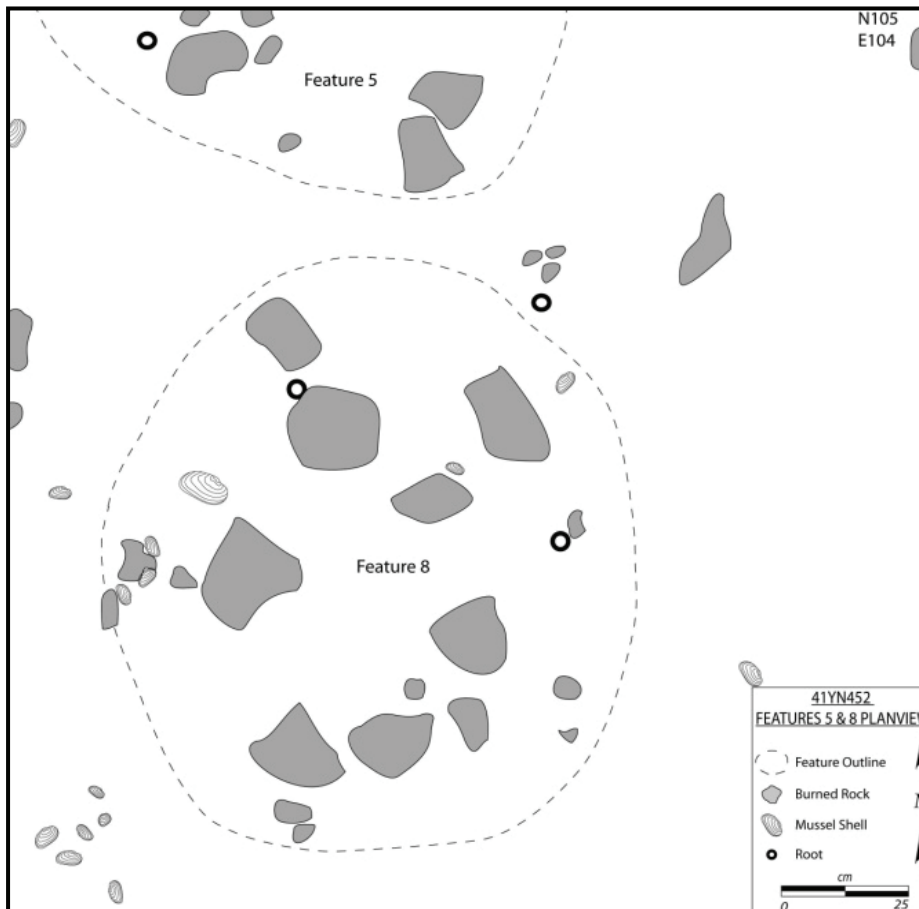 N105
E104
Feature 5
Feature 8
41YN452
FEATURES 5 & 8 PLANVIEW
Feature Outline
Burned Rock
Mussel Shell
N
Root
cm
0 25